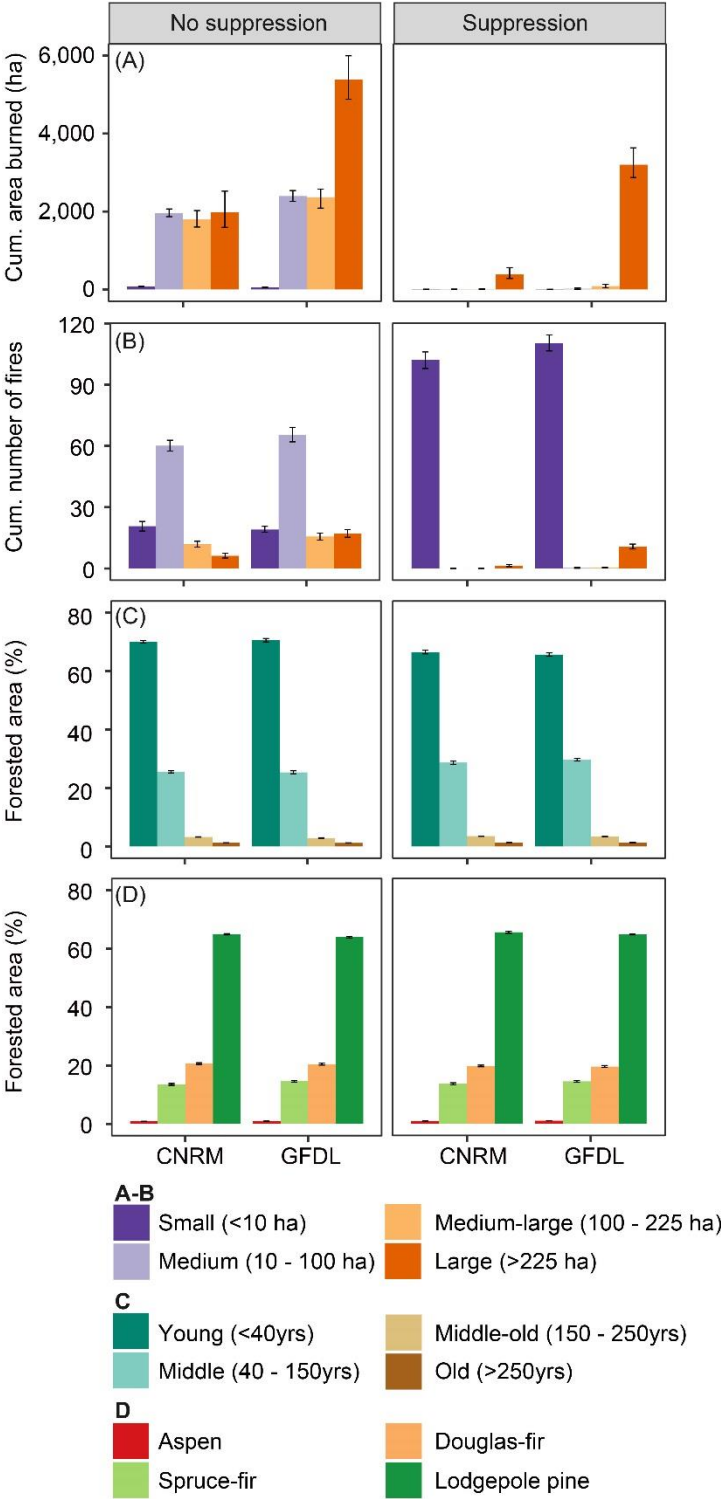 No suppression
Suppression
(A)
Cum. area burned (ha)
6,000
4,000
2,000
0
(B)
Cum. number of fires
120
90
60
30
0
(C)
Forested area (%)
80
60
40
20
0
(D)
Forested area (%)
80
60
40
20
0
CNRM GFDL CNRM GFDL
A-B
Small (<10 ha) Medium-large (100 - 225 ha)
Medium (10 - 100 ha) Large (>225 ha)
C
Young (<40yrs) Middle-old (150 - 250yrs)
Middle (40 - 150yrs) Old (>250yrs)
D
Aspen Douglas-fir
Spruce-fir Lodgepole pine